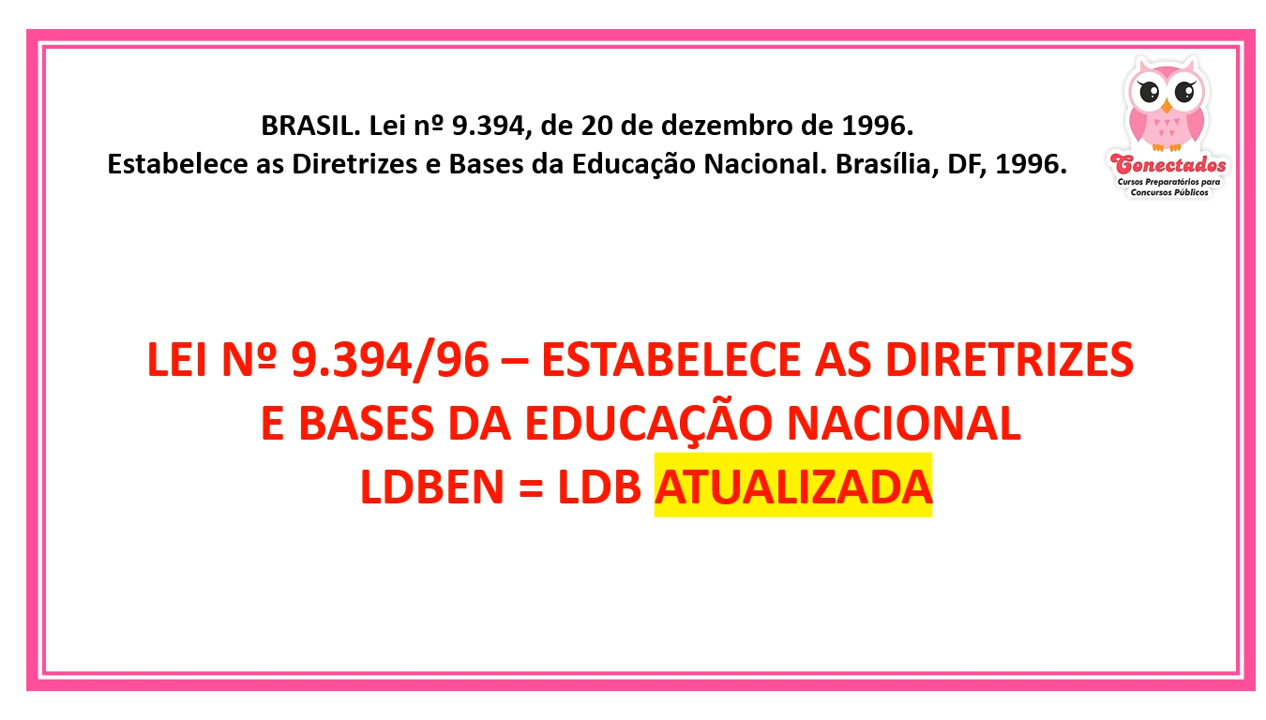 BRASIL. Lei nº 9.394, de 20 de dezembro de 1996.
Estabelece as Diretrizes e Bases da Educação Nacional. Brasília, DF, 1996.
Conectados
Cursos Preparatórios para
Concursos Públicos
LEI Nº 9.394/96 – ESTABELECE AS DIRETRIZES
E BASES DA EDUCAÇÃO NACIONAL
LDBEN = LDB ATUALIZADA